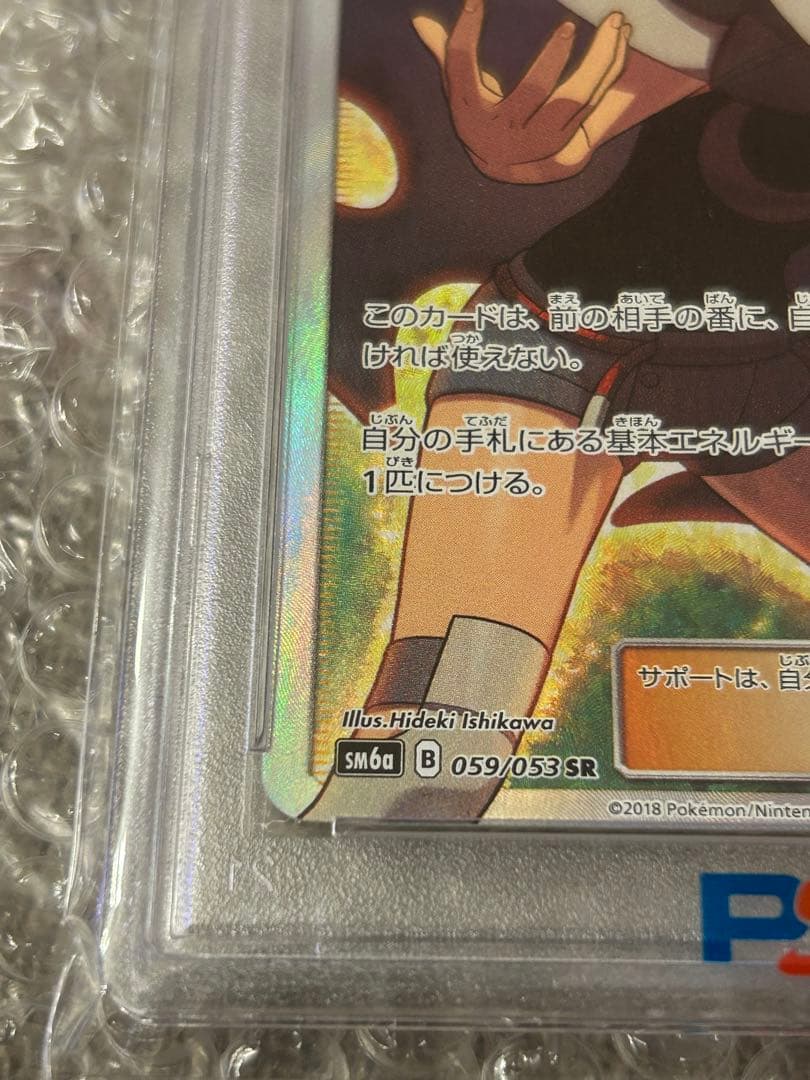 このカードは、前の相手の番に、自
ければ使えない。
自分の手札にある基本エネルギー
1匹につける。
サポートは、自分
Illus.Hideki Ishikawa
SM6a B 059/053 SR
©2018 Pokémon/Ninten
PS